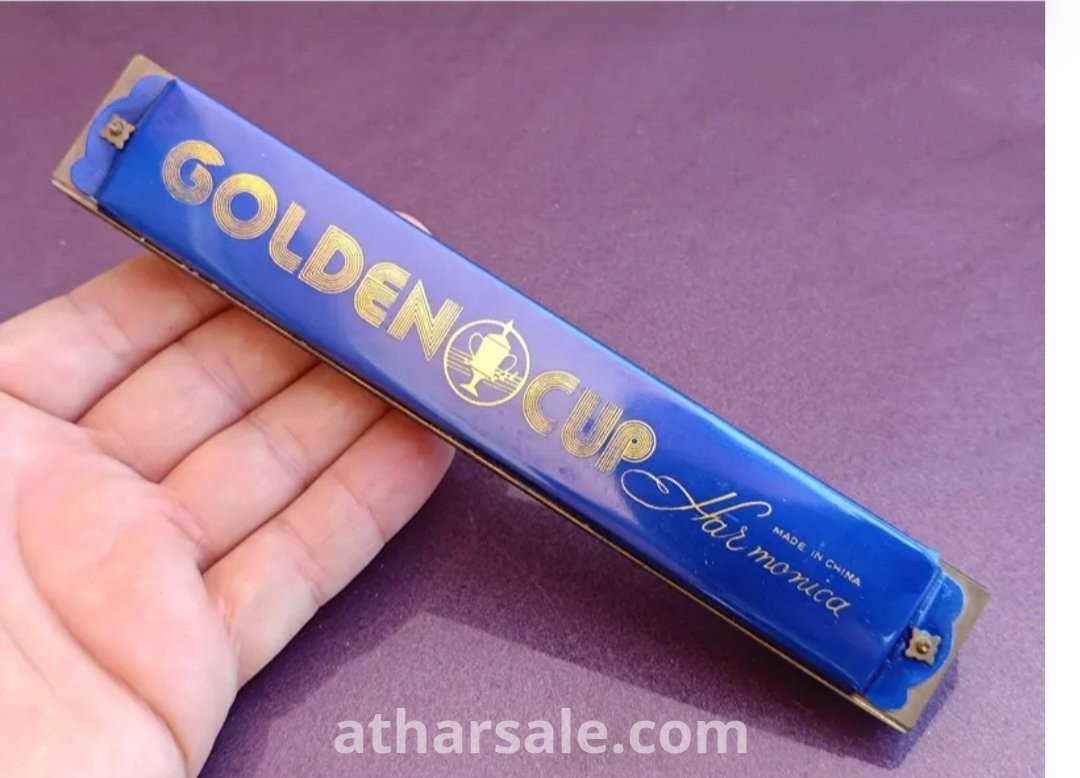 GOLDEN CUP
Harmonica
MADE IN CHINA
atharsale.com